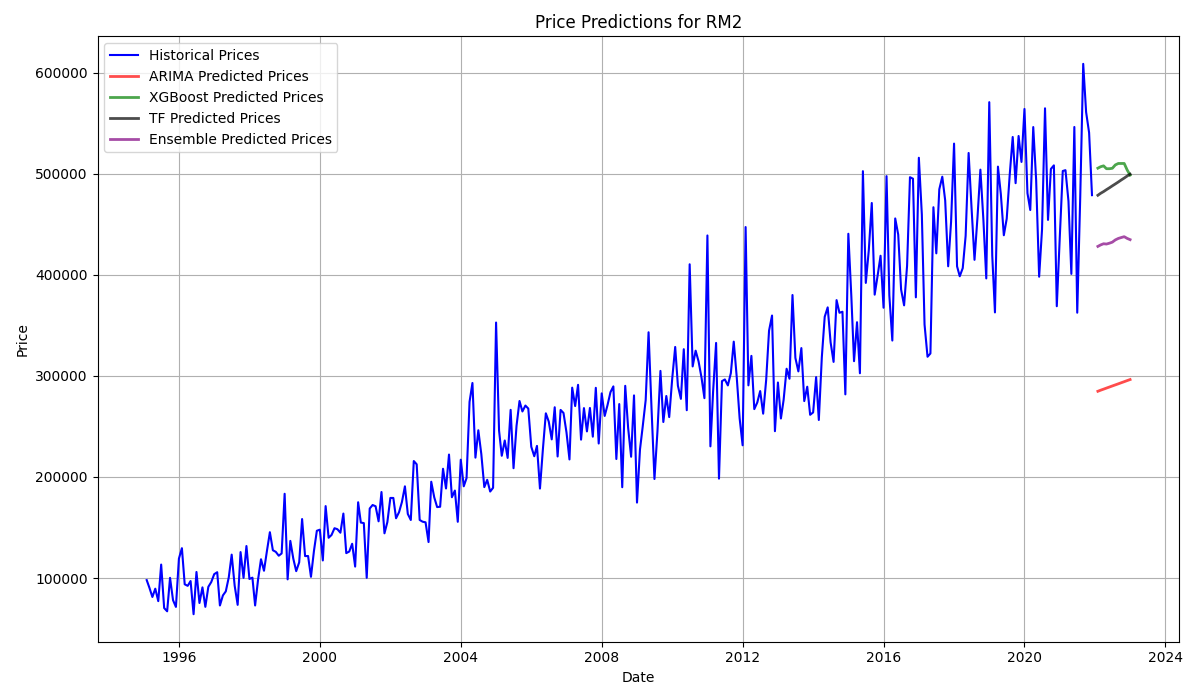 Price Predictions for RM2
Historical Prices
ARIMA Predicted Prices
XGBoost Predicted Prices
TF Predicted Prices
Ensemble Predicted Prices
600000
500000
400000
300000
200000
100000
Price
1996 2000 2004 2008 2012 2016 2020 2024
Date